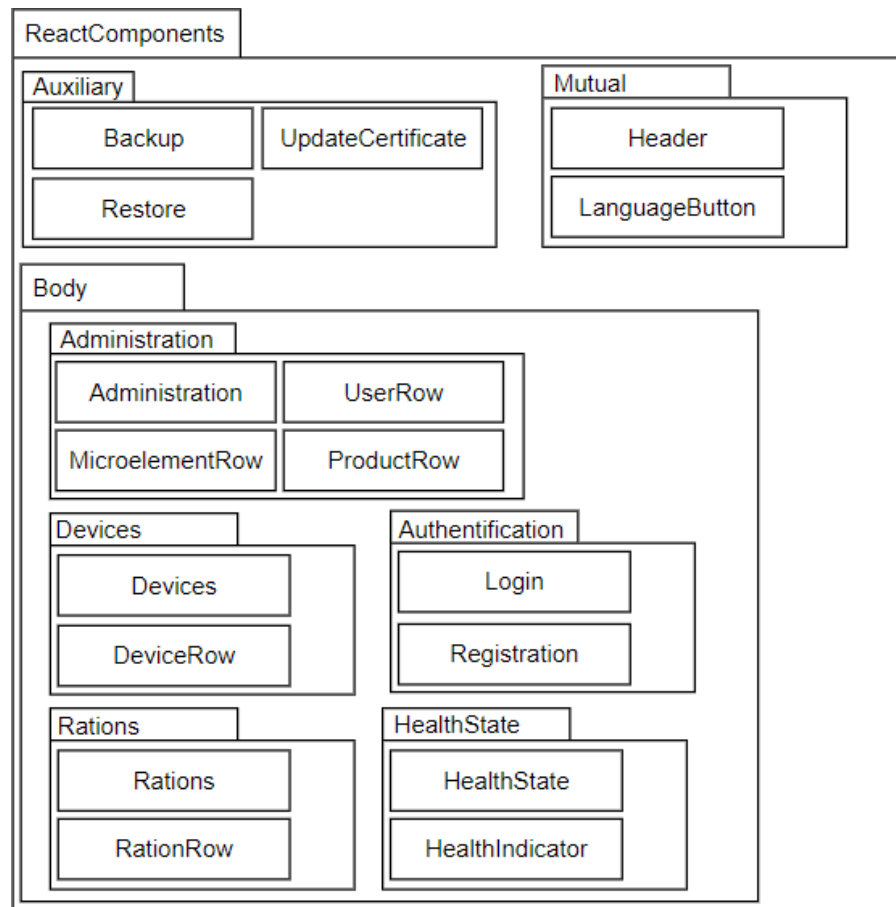 ReactComponents
Auxiliary
Backup
UpdateCertificate
Restore
Mutual
Header
LanguageButton
Body
Administration
Administration
UserRow
MicroelementRow
ProductRow
Devices
Devices
DeviceRow
Authentification
Login
Registration
Rations
Rations
RationRow
HealthState
HealthState
HealthIndicator